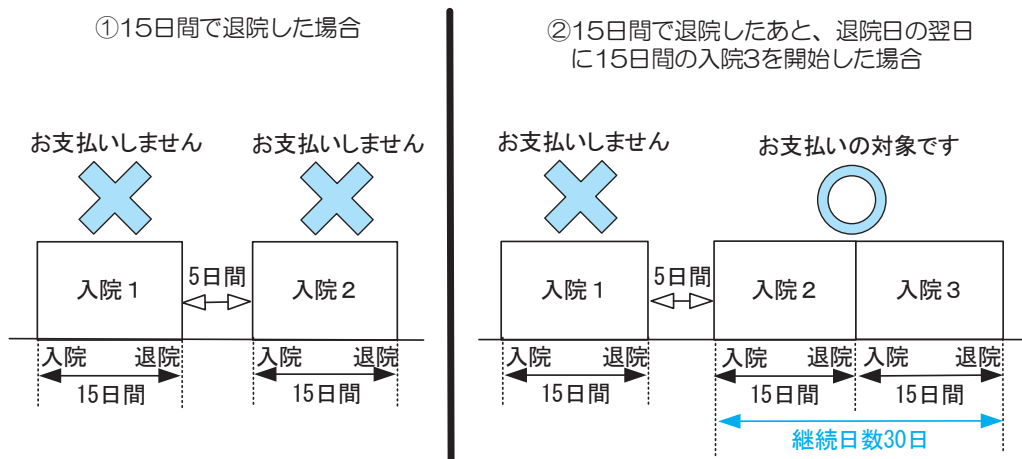 ①15日間で退院した場合
お支払いしません
お支払いしません
入院1
5日間
入院2
入院
退院
入院
退院
15日間
15日間
②15日間で退院したあと、退院日の翌日
に15日間の入院3を開始した場合
お支払いしません
お支払いの対象です
入院1
5日間
入院2
入院3
入院
退院
入院
退院
入院
退院
15日間
15日間
15日間
継続日数30日